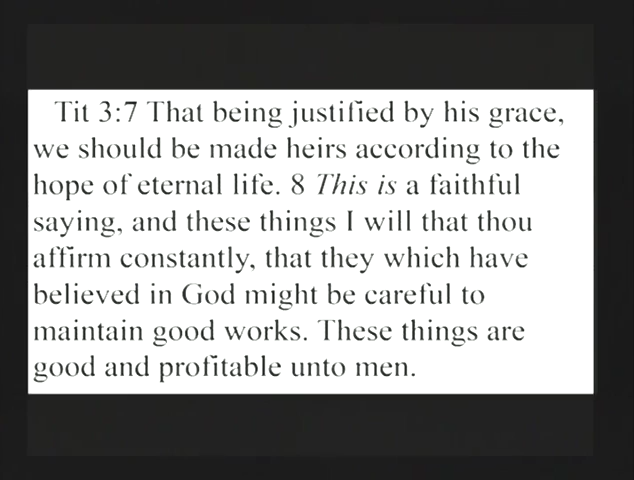 Tit 3:7 That being justified by his grace,
we should be made heirs according to the
hope of eternal life. 8 This is a faithful
saying, and these things I will that thou
affirm constantly, that they which have
believed in God might be careful to
maintain good works. These things are
good and profitable unto men.